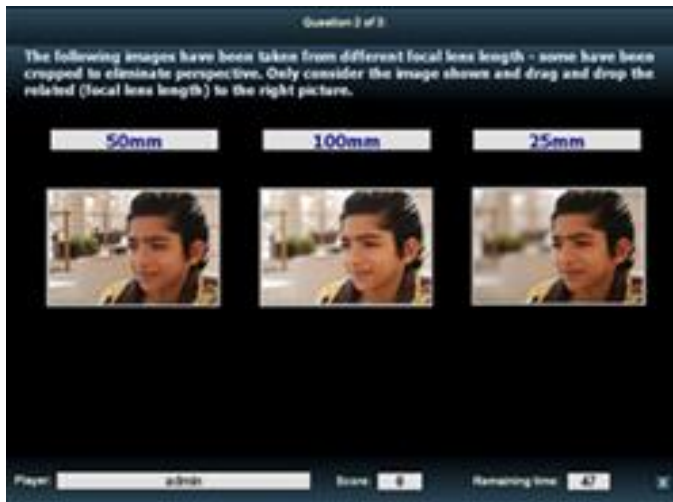 Question 2 of 3
The following images have been taken from different focal lens length - some have been
cropped to eliminate perspective. Only consider the image shown and drag and drop the
related (focal lens length) to the right picture.
50mm 100mm 25mm
Player: admin Score 0 Remaining time 47 X